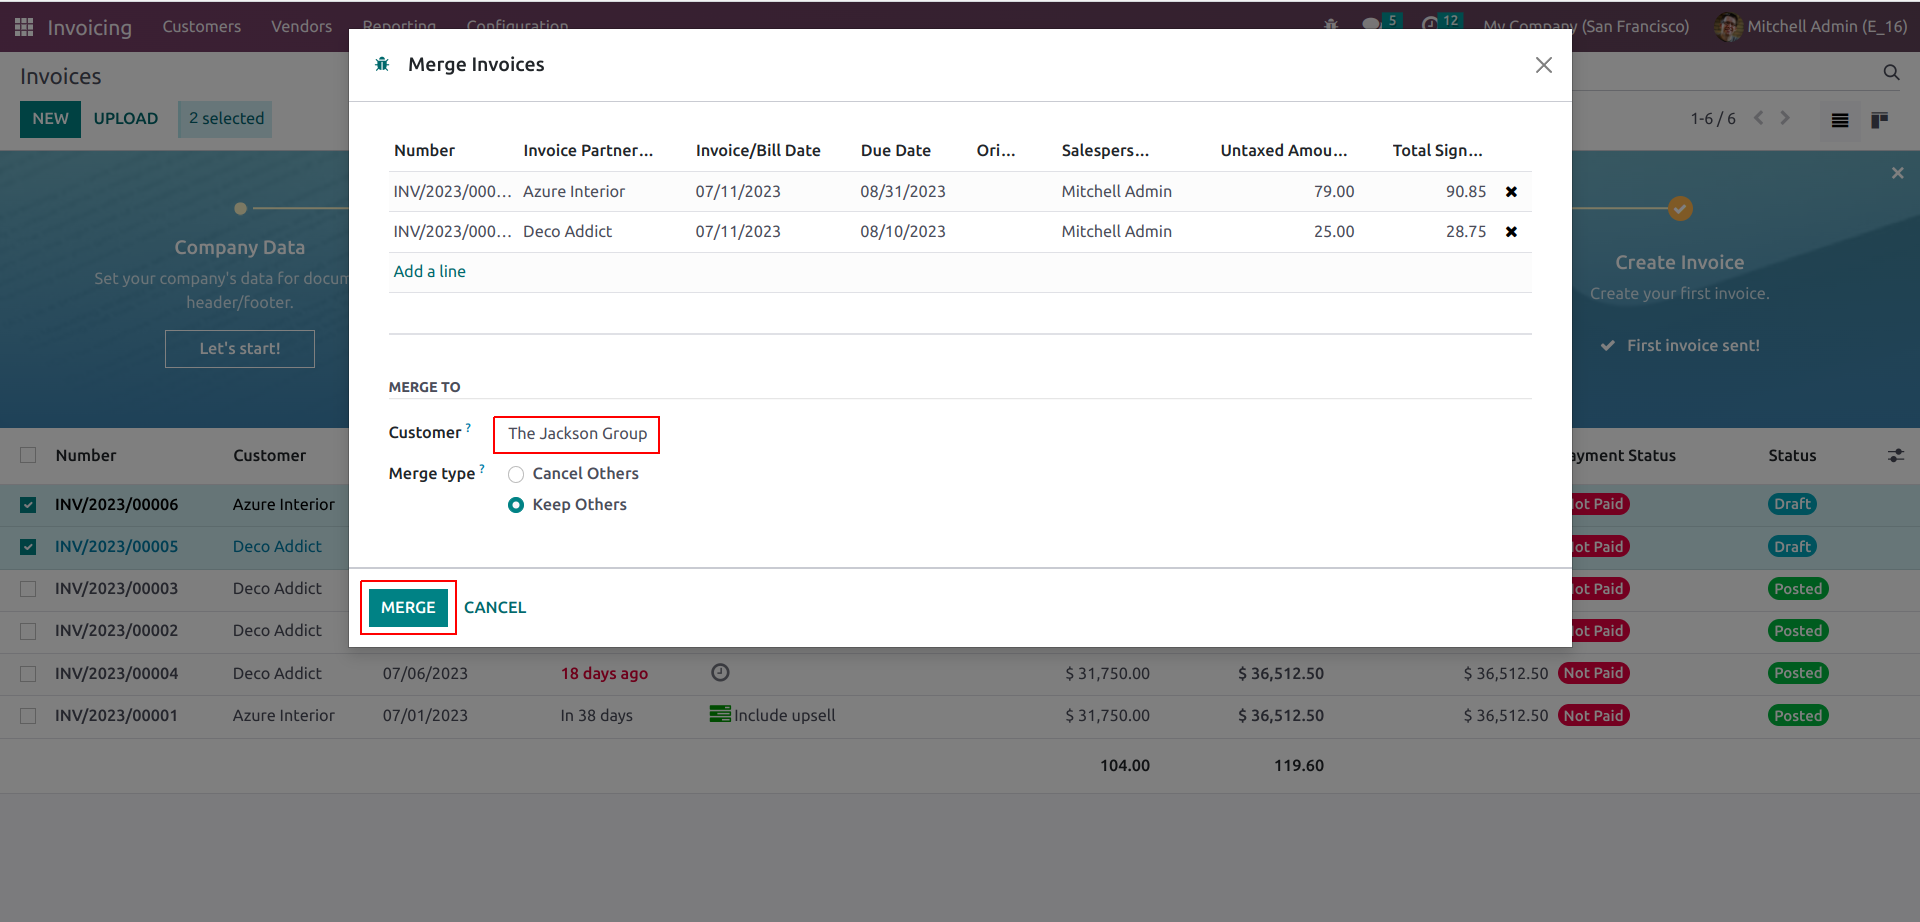 Invoicing Customers Vendors Reporting Configuration 5 12 My Company (San Francisco) Mitchell Admin (E_16)
Invoices
NEW UPLOAD 2 selected
1-6 / 6
Merge Invoices
Number Invoice Partner... Invoice/Bill Date Due Date Ori... Salespers... Untaxed Amou... Total Sign...
INV/2023/000... Azure Interior 07/11/2023 08/31/2023 Mitchell Admin 79.00 90.85
INV/2023/000... Deco Addict 07/11/2023 08/10/2023 Mitchell Admin 25.00 28.75
Add a line
MERGE TO
Customer ? The Jackson Group
Merge type ? Cancel Others
Keep Others
MERGE CANCEL
Company Data
Set your company's data for docum
header/footer.
Let's start!
Create Invoice
Create your first invoice.
First invoice sent!
Number Customer ayment Status Status
INV/2023/00006 Azure Interior ot Paid Draft
INV/2023/00005 Deco Addict ot Paid Draft
INV/2023/00003 Deco Addict ot Paid Posted
INV/2023/00002 Deco Addict ot Paid Posted
INV/2023/00004 Deco Addict 07/06/2023 18 days ago $ 31,750.00 $ 36,512.50 $ 36,512.50 Not Paid Posted
INV/2023/00001 Azure Interior 07/01/2023 In 38 days Include upsell $ 31,750.00 $ 36,512.50 $ 36,512.50 Not Paid Posted
104.00 119.60